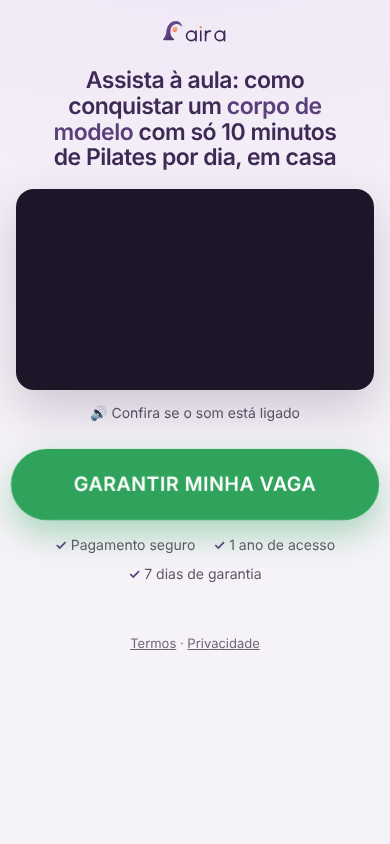 aira
Assista à aula: como
conquistar um corpo de
modelo com só 10 minutos
de Pilates por dia, em casa
🔊 Confira se o som está ligado
GARANTIR MINHA VAGA
✓ Pagamento seguro ✓ 1 ano de acesso
✓ 7 dias de garantia
Termos · Privacidade